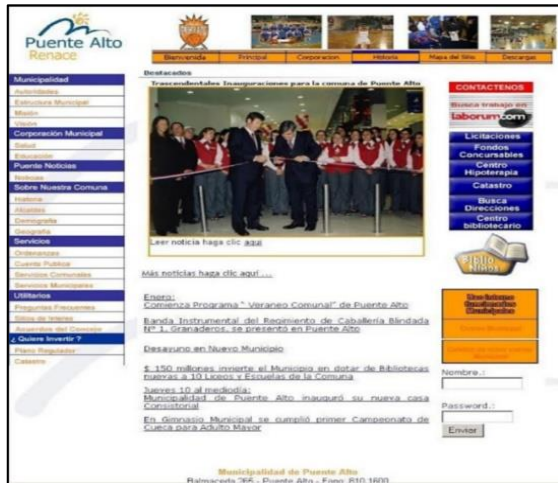 Puente Alto
Renace
Bienvenida
Principal
Corporacion
Historia
Mapa del Sitio
Descargas
Municipalidad
Autoridades
Estructura Municipal
Misión
Visión
Corporación Municipal
Salud
Educación
Puente Noticias
Noticias
Sobre Nuestra Comuna
Historia
Alcaldes
Demografía
Geografía
Servicios
Ordenanzas
Cuenta Publica
Servicios Comunales
Servicios Municipales
Utilitarios
Preguntas Frecuentes
Sitios de Interes
Acuerdos del Concejo
¿ Quiere Invertir ?
Plano Regulador
Catastro
Destacados
Trascendentales Inauguraciones para la comuna de Puente Alto
Leer noticia haga clic aquí
Más noticias haga clic aquí ...
Enero:
Comienza Programa " Veraneo Comunal" de Puente Alto
Banda Instrumental del Regimiento de Caballería Blindada
Nº 1, Granaderos, se presentó en Puente Alto
Desayuno en Nuevo Municipio
$ 150 millones invierte el Municipio en dotar de Bibliotecas
nuevas a 10 Liceos y Escuelas de la Comuna
Jueves 10 al mediodía:
Municipalidad de Puente Alto inauguró su nueva casa
Consistorial
En Gimnasio Municipal se cumplió primer Campeonato de
Cueca para Adulto Mayor
CONTACTENOS
Busca trabajo en
laborum.com
Licitaciones
Fondos
Concursables
Centro
Hipoterapia
Catastro
Busca
Direcciones
Centro
bibliotecario
BIBLIO
Nombre.:
Password.:
Enviar
Municipalidad de Puente Alto
Balmaceda 265 - Puente Alto - Fono: 810 1600